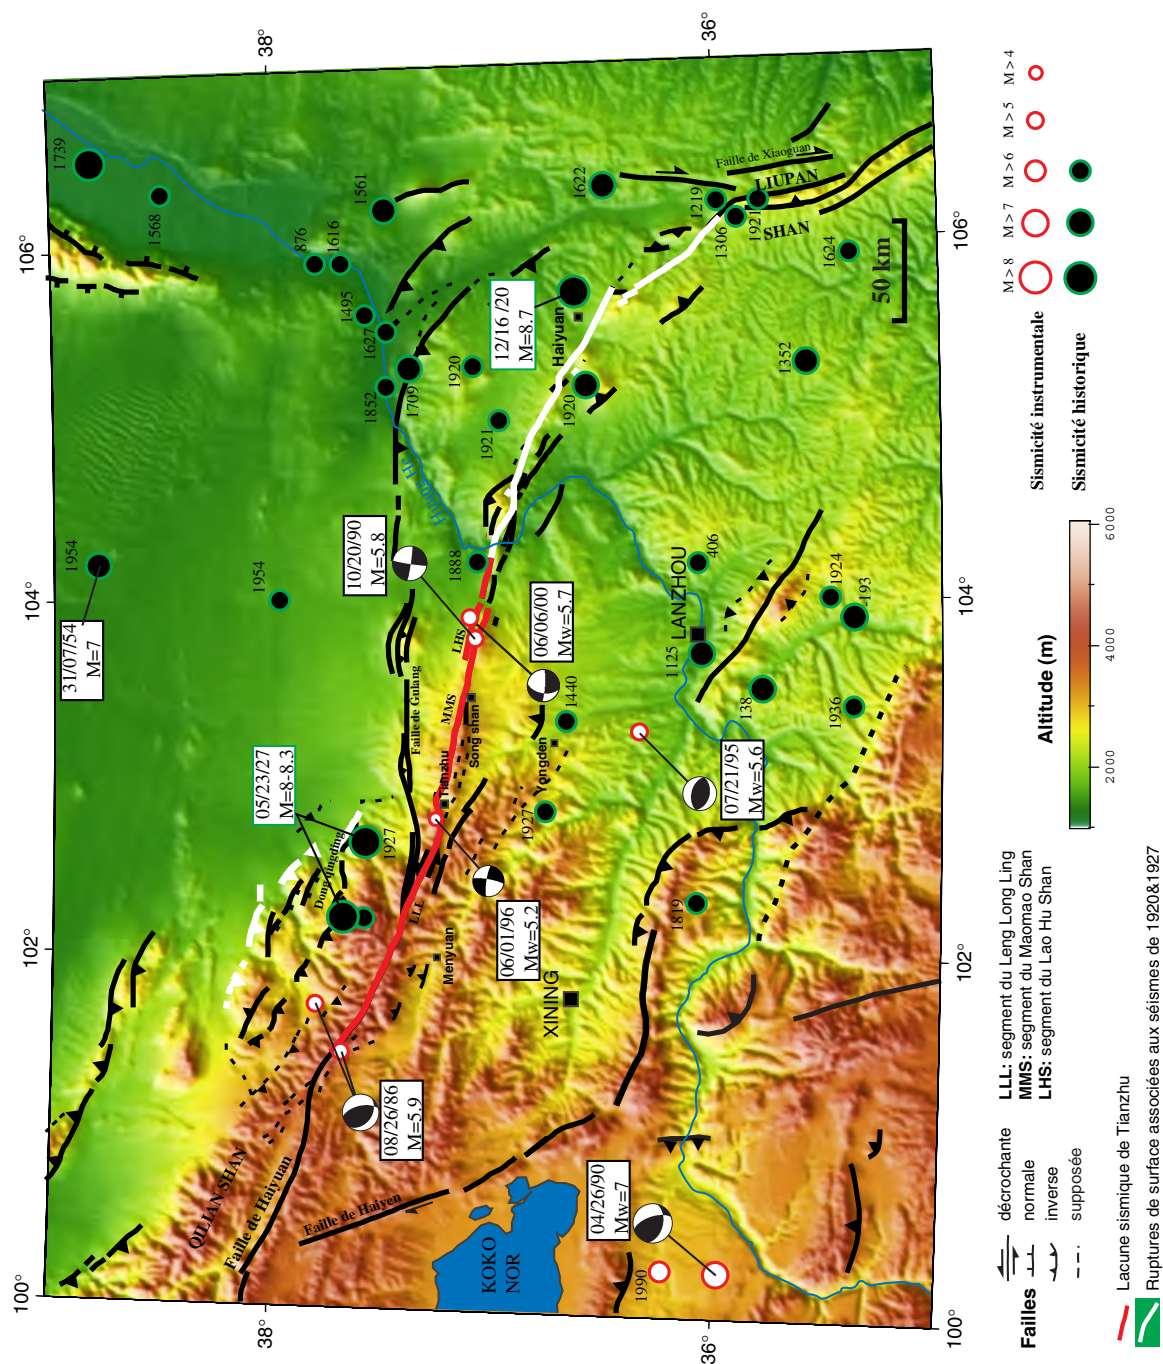 100°
102°
104°
106°
38°
36°
38°
36°
100°
102°
104°
106°
1739
1568
876
1616
1561
1495
1627
1852
1709
1920
1921
1920
12/16 /20
M=8.7
Haiyuan
1622
Faille de Xiaoguan
LIUPAN
SHAN
1219
1306
1921
1624
1352
50 km
1954
31/07/54
M=7
1954
Huang He
10/20/90
M=5.8
1888
LHS
06/06/00
Mw=5.7
LANZHOU
406
1125
1924
-193
138
1936
1440
Faille de Gulang
MMS
Song shan
Tianzhu
Yongden
1927
07/21/95
Mw=5.6
05/23/27
M=8-8.3
Dong qingding
1927
LLL
06/01/96
Mw=5.2
Menyuan
XINING
1819
08/26/86
M=5.9
QILIAN SHAN
Faille de Haiyuan
Faille de Haiyen
KOKO
NOR
04/26/90
Mw=7
1990
Failles
décrochante
normale
inverse
supposée
LLL: segment du Leng Long Ling
MMS: segment du Maomao Shan
LHS: segment du Lao Hu Shan
Lacune sismique de Tianzhu
Ruptures de surface associées aux séismes de 1920&1927
Altitude (m)
2000
4000
6000
Sismicité instrumentale
Sismicité historique
M > 8
M > 7
M > 6
M > 5
M > 4